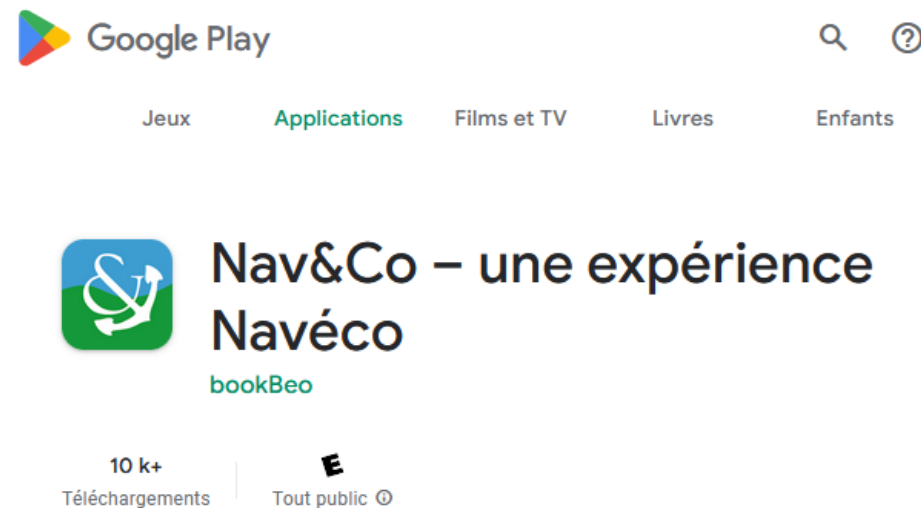 Google Play
Jeux Applications Films et TV Livres Enfants
Nav&Co – une expérience
Navéco
bookBeo
10 k+
Téléchargements
E
Tout public